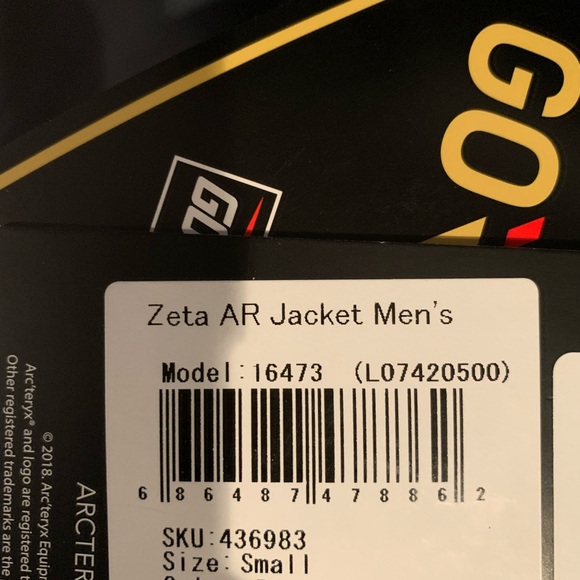 GO
Zeta AR Jacket Men's
Model: 16473 (L07420500)
6 86487 47886 2
SKU: 436983
Size: Small
© 2018. Arc'teryx Equipm
Arc'teryx® and logo are registered t
Other registered trademarks are the
ARCTER